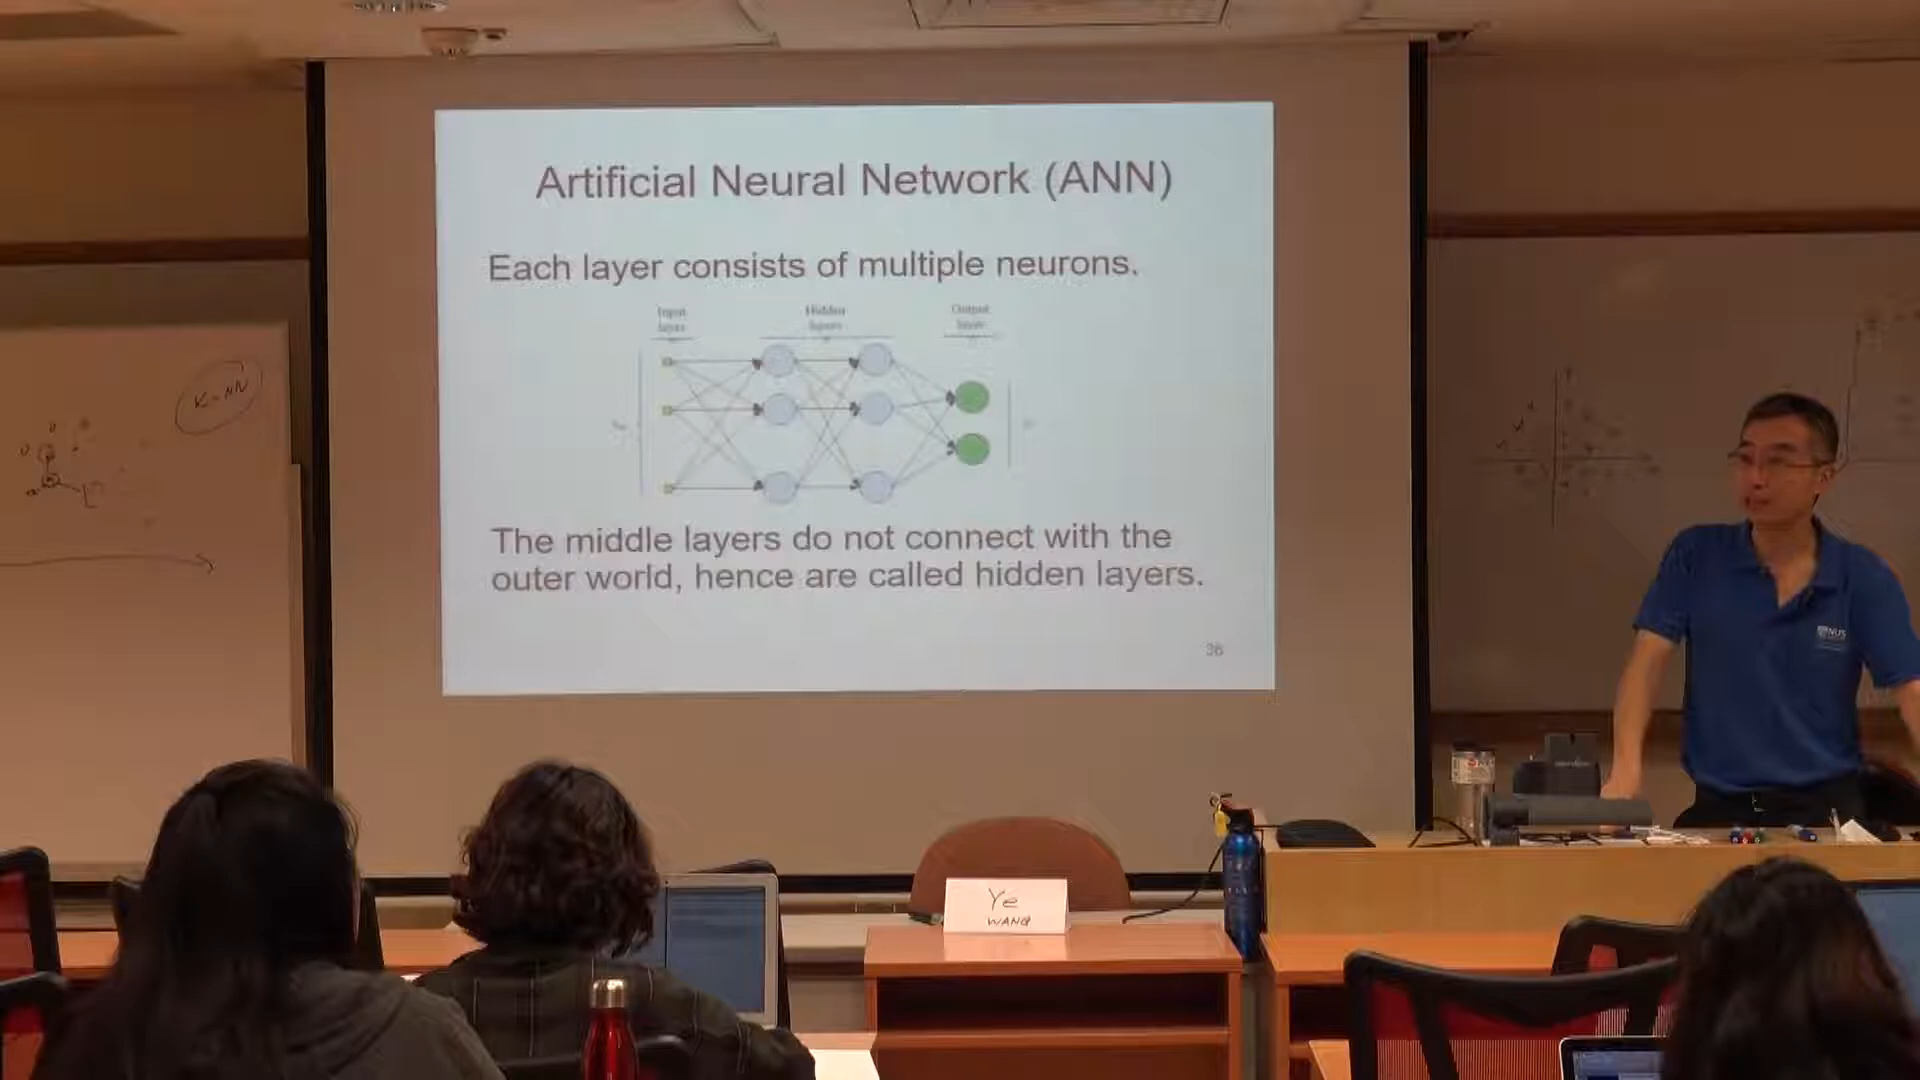 Artificial Neural Network (ANN)
Each layer consists of multiple neurons.
Input
layer
Hidden
layers
Output
layer
The middle layers do not connect with the
outer world, hence are called hidden layers.
36
K-NN
NUS
Ye
WANG